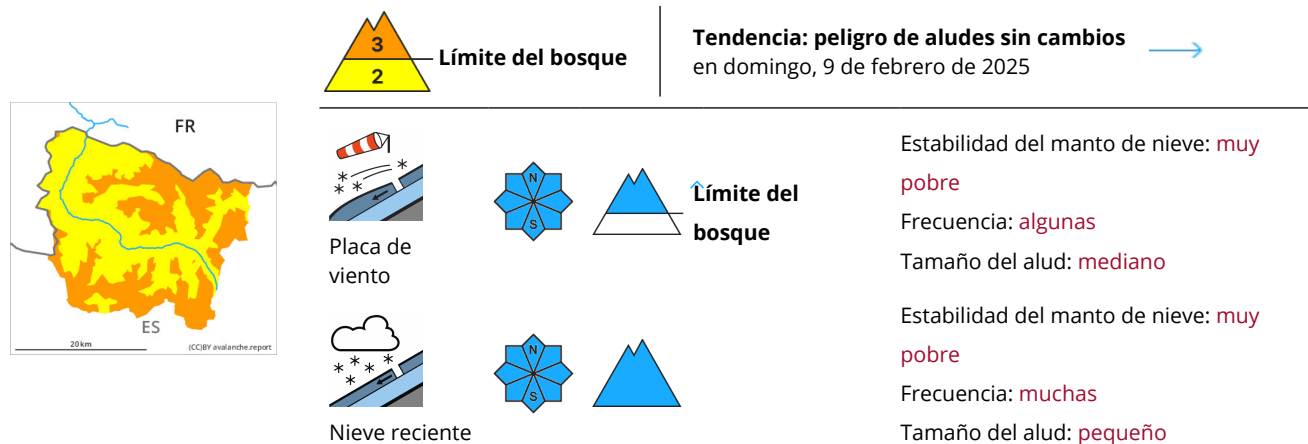 3
2
Límite del bosque
Tendencia: peligro de aludes sin cambios
en domingo, 9 de febrero de 2025
FR
ES
20 km
(CC)BY avalanche.report
N
S
Placa de
viento
Límite del
bosque
Estabilidad del manto de nieve: muy
pobre
Frecuencia: algunas
Tamaño del alud: mediano
N
S
Nieve reciente
Estabilidad del manto de nieve: muy
pobre
Frecuencia: muchas
Tamaño del alud: pequeño